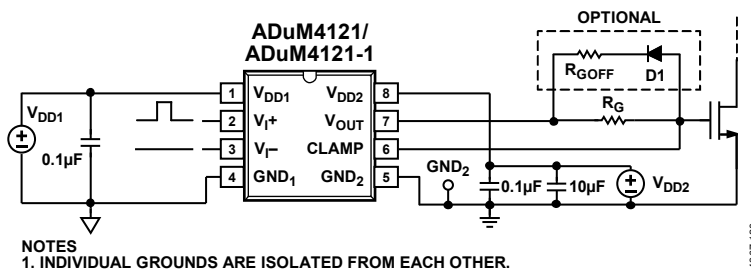 OPTIONAL
ADuM4121/
ADuM4121-1
RGOFF
D1
VDD1
0.1µF
1 VDD1 VDD2 8
2 VI+ VOUT 7
3 VI− CLAMP 6
4 GND1 GND2 5
RG
GND2
0.1µF
10µF
VDD2
NOTES
1. INDIVIDUAL GROUNDS ARE ISOLATED FROM EACH OTHER.